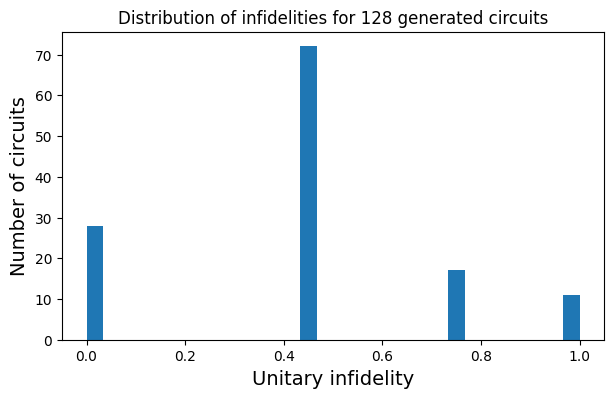 Distribution of infidelities for 128 generated circuits
Number of circuits
70
60
50
40
30
20
10
0
0.0 0.2 0.4 0.6 0.8 1.0
Unitary infidelity